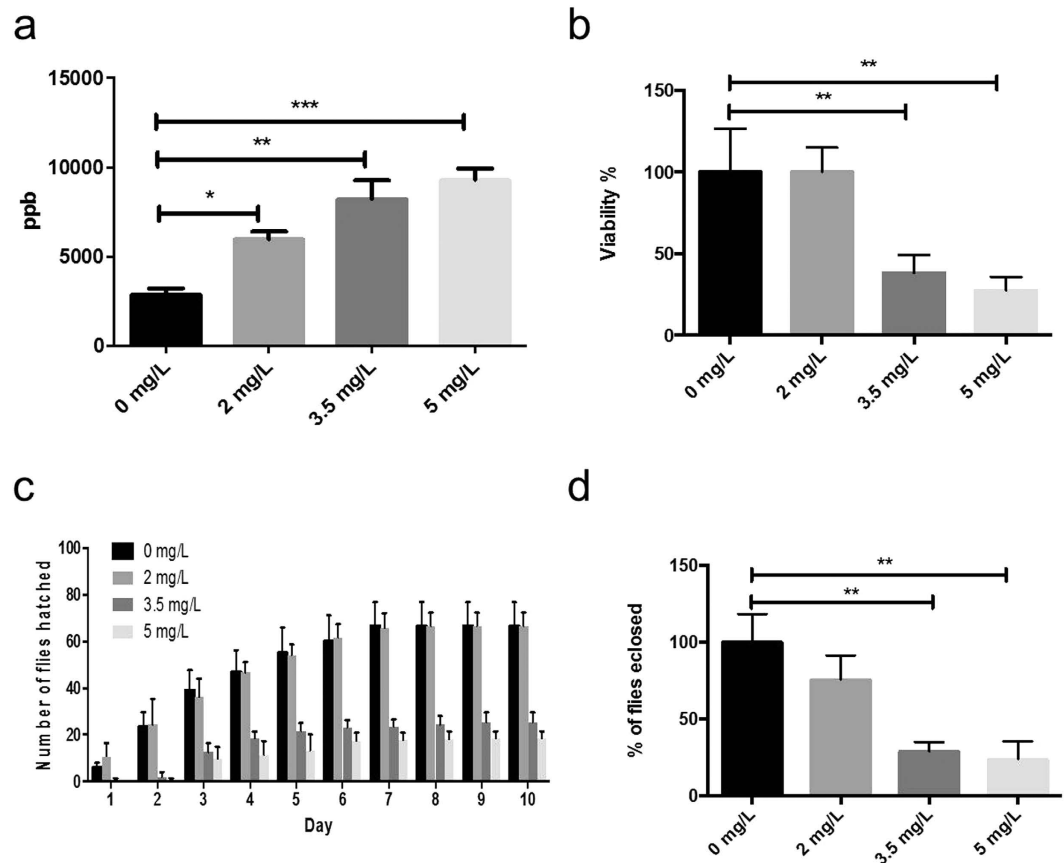 a
15000
10000
5000
0
ppb
***
**
*
0 mg/L
2 mg/L
3.5 mg/L
5 mg/L
b
150
100
50
0
Viability %
**
**
0 mg/L
2 mg/L
3.5 mg/L
5 mg/L
c
100
80
60
40
20
0
Number of flies hatched
0 mg/L
2 mg/L
3.5 mg/L
5 mg/L
1 2 3 4 5 6 7 8 9 10
Day
d
150
100
50
0
% of flies eclosed
**
**
0 mg/L
2 mg/L
3.5 mg/L
5 mg/L